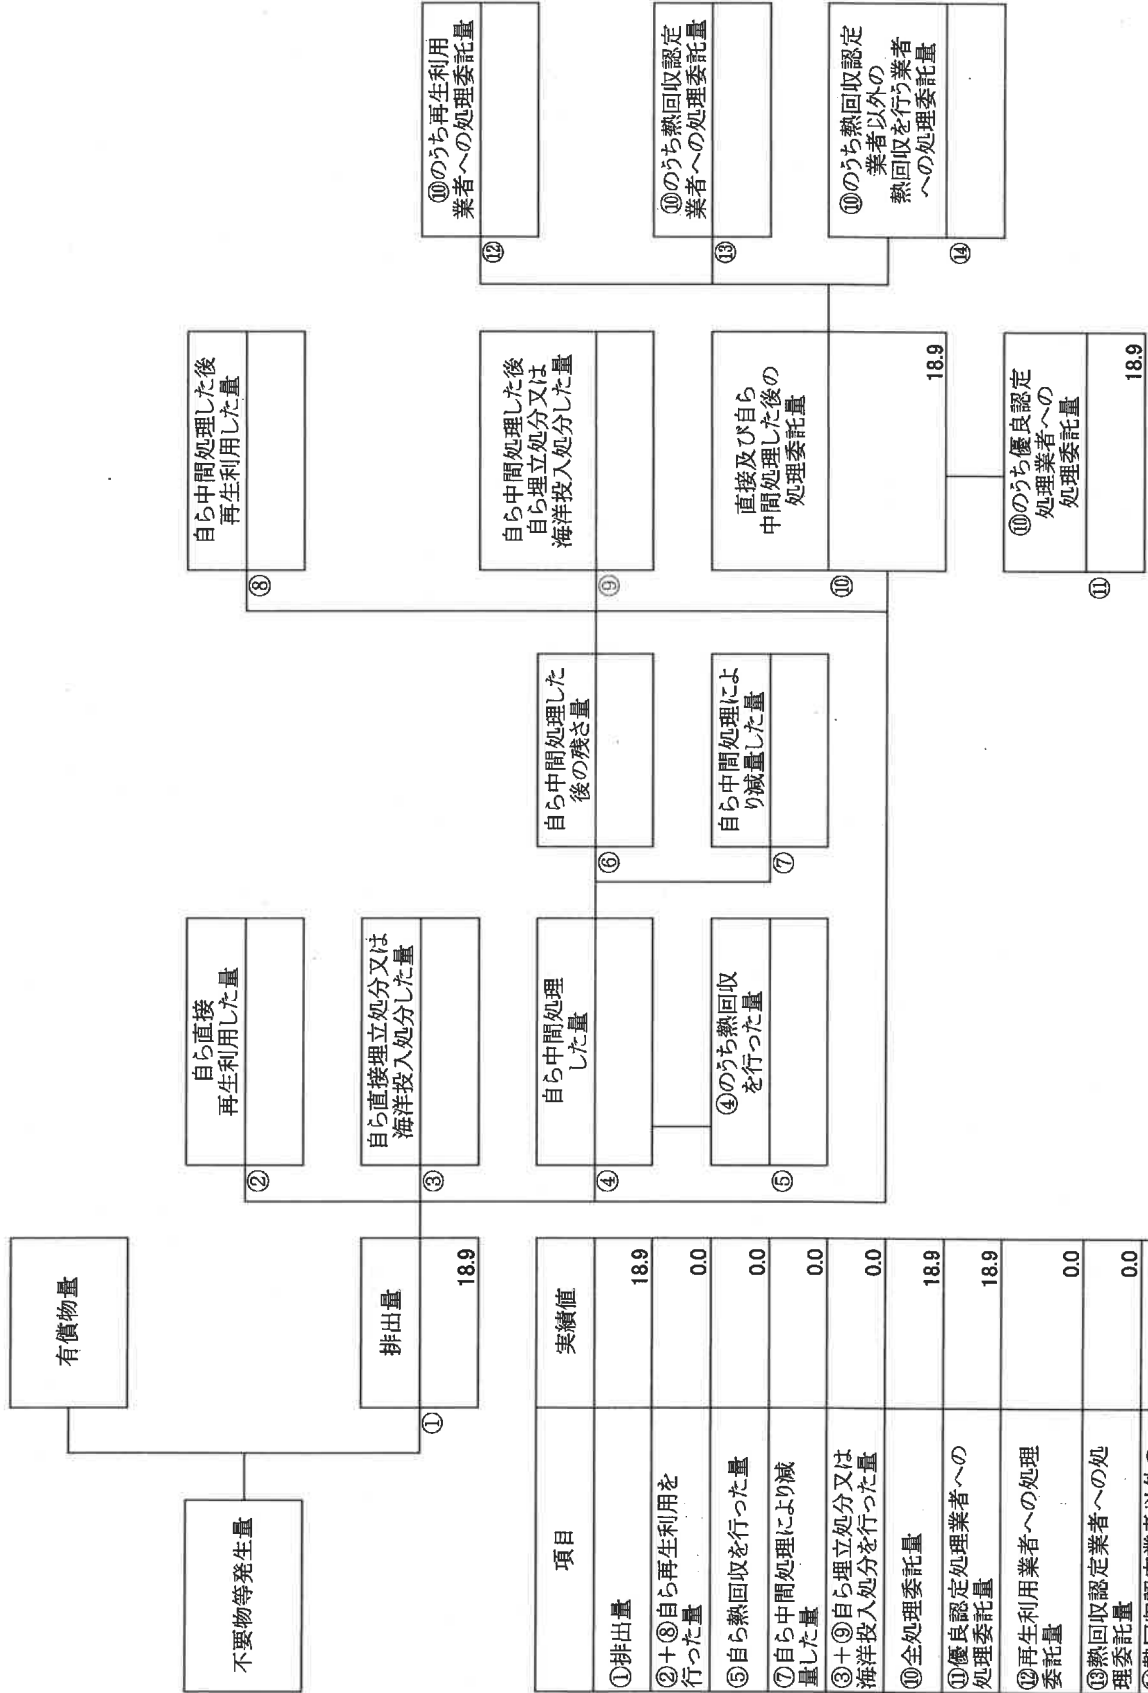 不要物等発生量
有償物量
①
排出量
18.9
②
自ら直接
再生利用した量
③
自ら直接埋立処分又は
海洋投入処分した量
④
自ら中間処理
した量
⑤
④のうち熱回収
を行った量
⑥
自ら中間処理した
後の残さ量
⑦
自ら中間処理によ
り減量した量
⑧
自ら中間処理した後
再生利用した量
⑨
自ら中間処理した後
自ら埋立処分又は
海洋投入処分した量
⑩
直接及び自ら
中間処理した後の
処理委託量
18.9
⑪
⑩のうち優良認定
処理業者への
処理委託量
18.9
⑫
⑩のうち再生利用
業者への処理委託量
⑬
⑩のうち熱回収認定
業者への処理委託量
⑭
⑩のうち熱回収認定
業者以外の
熱回収を行う業者
への処理委託量
項目
実績値
①排出量
18.9
②+⑧自ら再生利用を
行った量
0.0
⑤自ら熱回収を行った量
0.0
⑦自ら中間処理により減
量した量
0.0
③+⑨自ら埋立処分又は
海洋投入処分を行った量
0.0
⑩全処理委託量
18.9
⑪優良認定処理業者への
処理委託量
18.9
⑫再生利用業者への処理
委託量
0.0
⑬熱回収認定業者への処
理委託量
0.0